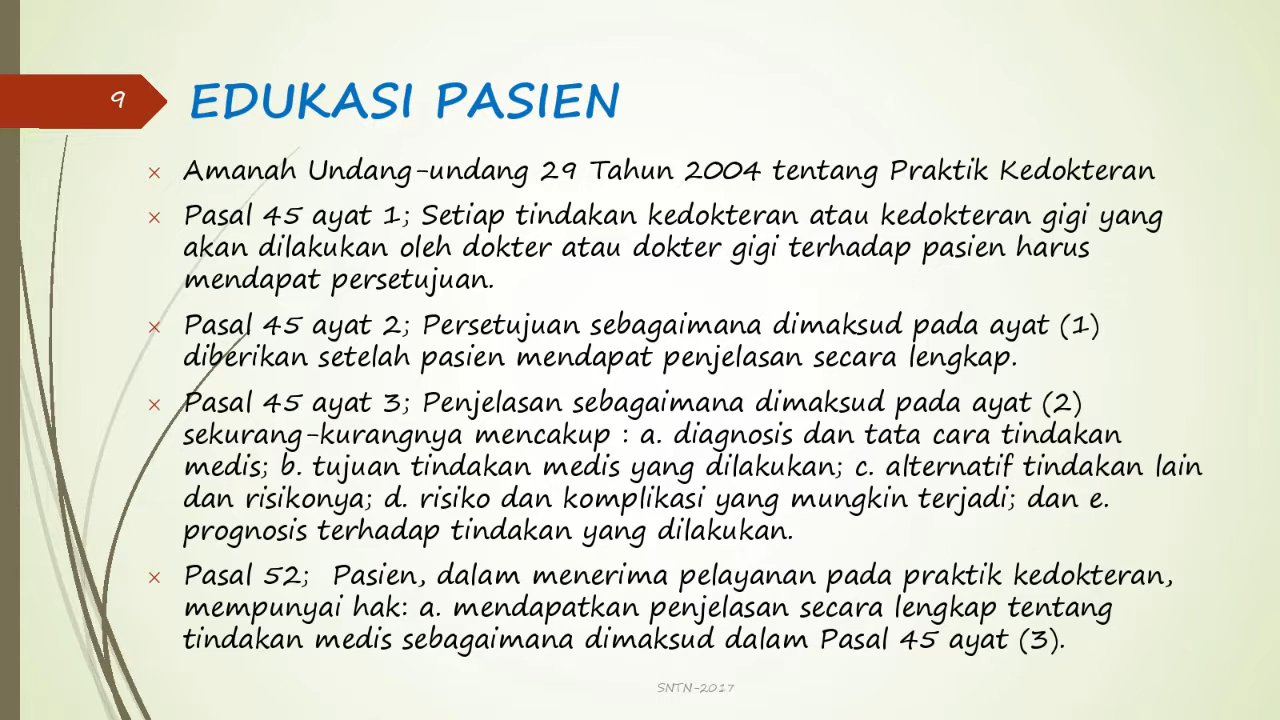 9
EDUKASI PASIEN
× Amanah Undang-undang 29 Tahun 2004 tentang Praktik Kedokteran
× Pasal 45 ayat 1; Setiap tindakan kedokteran atau kedokteran gigi yang
akan dilakukan oleh dokter atau dokter gigi terhadap pasien harus
mendapat persetujuan.
× Pasal 45 ayat 2; Persetujuan sebagaimana dimaksud pada ayat (1)
diberikan setelah pasien mendapat penjelasan secara lengkap.
× Pasal 45 ayat 3; Penjelasan sebagaimana dimaksud pada ayat (2)
sekurang-kurangnya mencakup : a. diagnosis dan tata cara tindakan
medis; b. tujuan tindakan medis yang dilakukan; c. alternatif tindakan lain
dan risikonya; d. risiko dan komplikasi yang mungkin terjadi; dan e.
prognosis terhadap tindakan yang dilakukan.
× Pasal 52;  Pasien, dalam menerima pelayanan pada praktik kedokteran,
mempunyai hak: a. mendapatkan penjelasan secara lengkap tentang
tindakan medis sebagaimana dimaksud dalam Pasal 45 ayat (3).
SNTN-2017